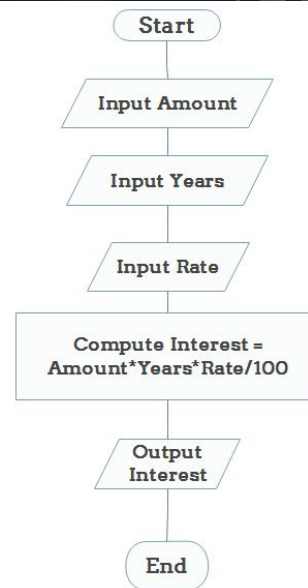 Start
Input Amount
Input Years
Input Rate
Compute Interest =
Amount*Years*Rate/100
Output
Interest
End